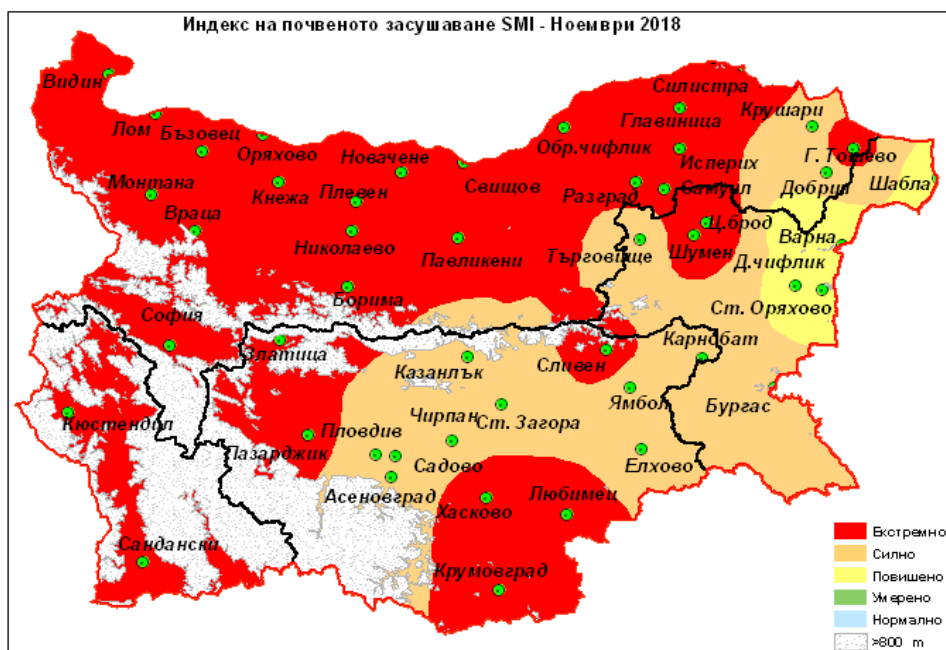 Индекс на почвеното засушаване SMI - Ноември 2018
Видин
Силистра
Крушари
Лом
Бъзовец
Главиница
Оряхово
Новачене
Обр.чифлик
Исперих
Г. Тошево
Монтана
Кнежа
Плевен
Свищов
Разград
Самуил
Добрич
Шабла
Враца
Николаево
Павликени
Търговище
Ц.брод
Шумен
Варна
Д.чифлик
Борима
Ст. Оряхово
София
Златица
Казанлък
Сливен
Карнобат
Кюстендил
Пловдив
Чирпан
Ст. Загора
Ямбол
Бургас
Пазарджик
Садово
Елхово
Асеновград
Хасково
Любимец
Сандански
Крумовград
Екстремно
Силно
Повишено
Умерено
Нормално
>800 m